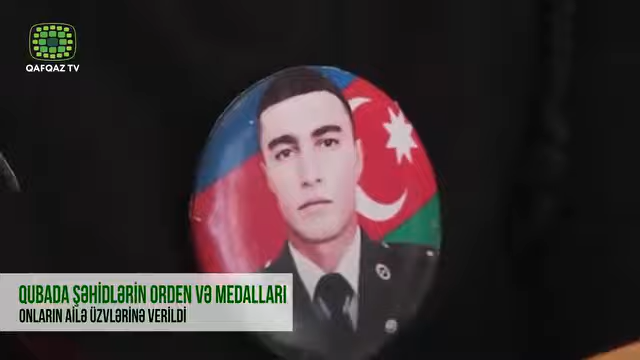 QAFQAZ TV
QUBADA ŞƏHİDLƏRİN ORDEN VƏ MEDALLARI
ONLARIN AİLƏ ÜZVLƏRİNƏ VERİLDİ